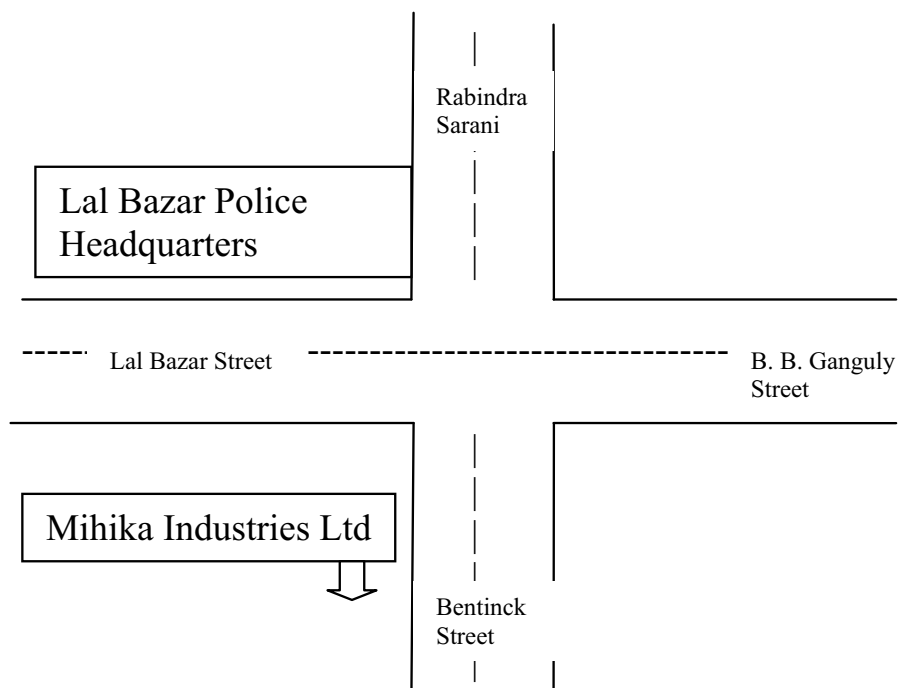 Rabindra
Sarani
Lal Bazar Police
Headquarters
Lal Bazar Street
B. B. Ganguly
Street
Mihika Industries Ltd
Bentinck
Street